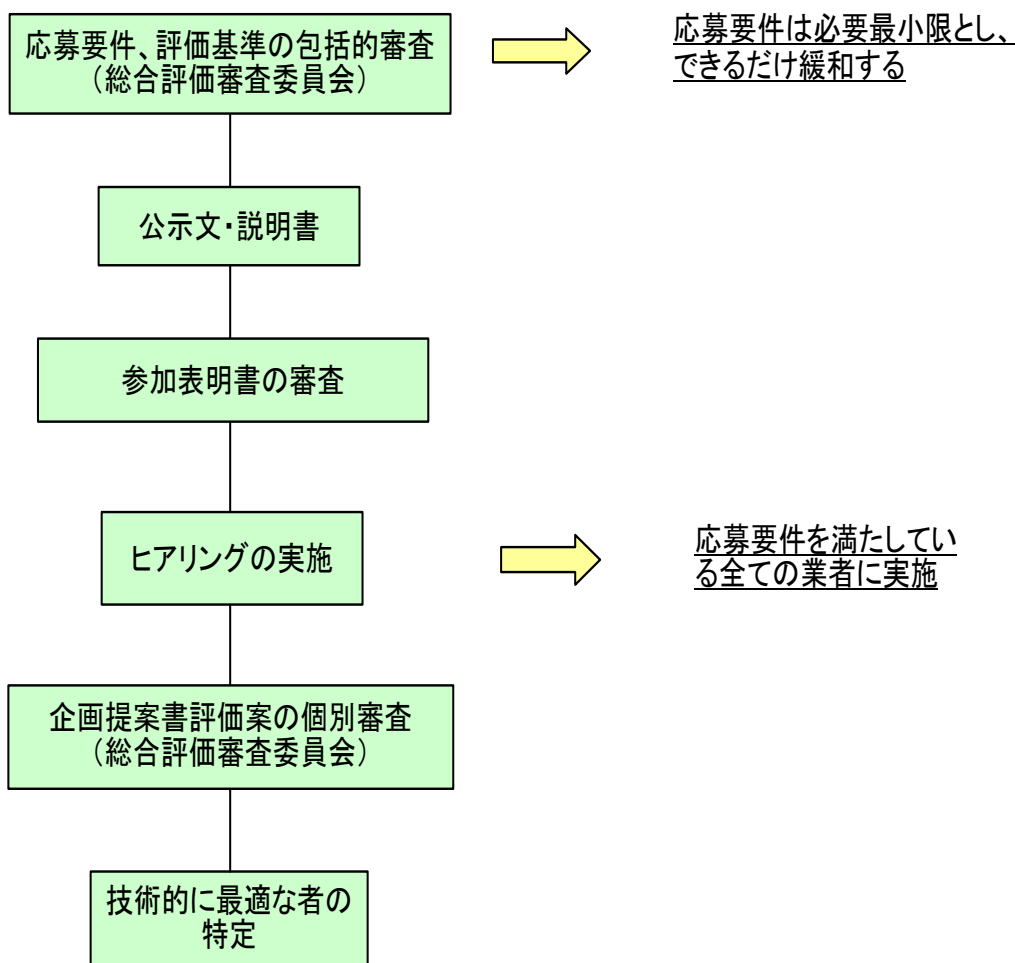 応募要件、評価基準の包括的審査
（総合評価審査委員会）
応募要件は必要最小限とし、
できるだけ緩和する
公示文・説明書
参加表明書の審査
ヒアリングの実施
応募要件を満たしてい
る全ての業者に実施
企画提案書評価案の個別審査
（総合評価審査委員会）
技術的に最適な者の
特定